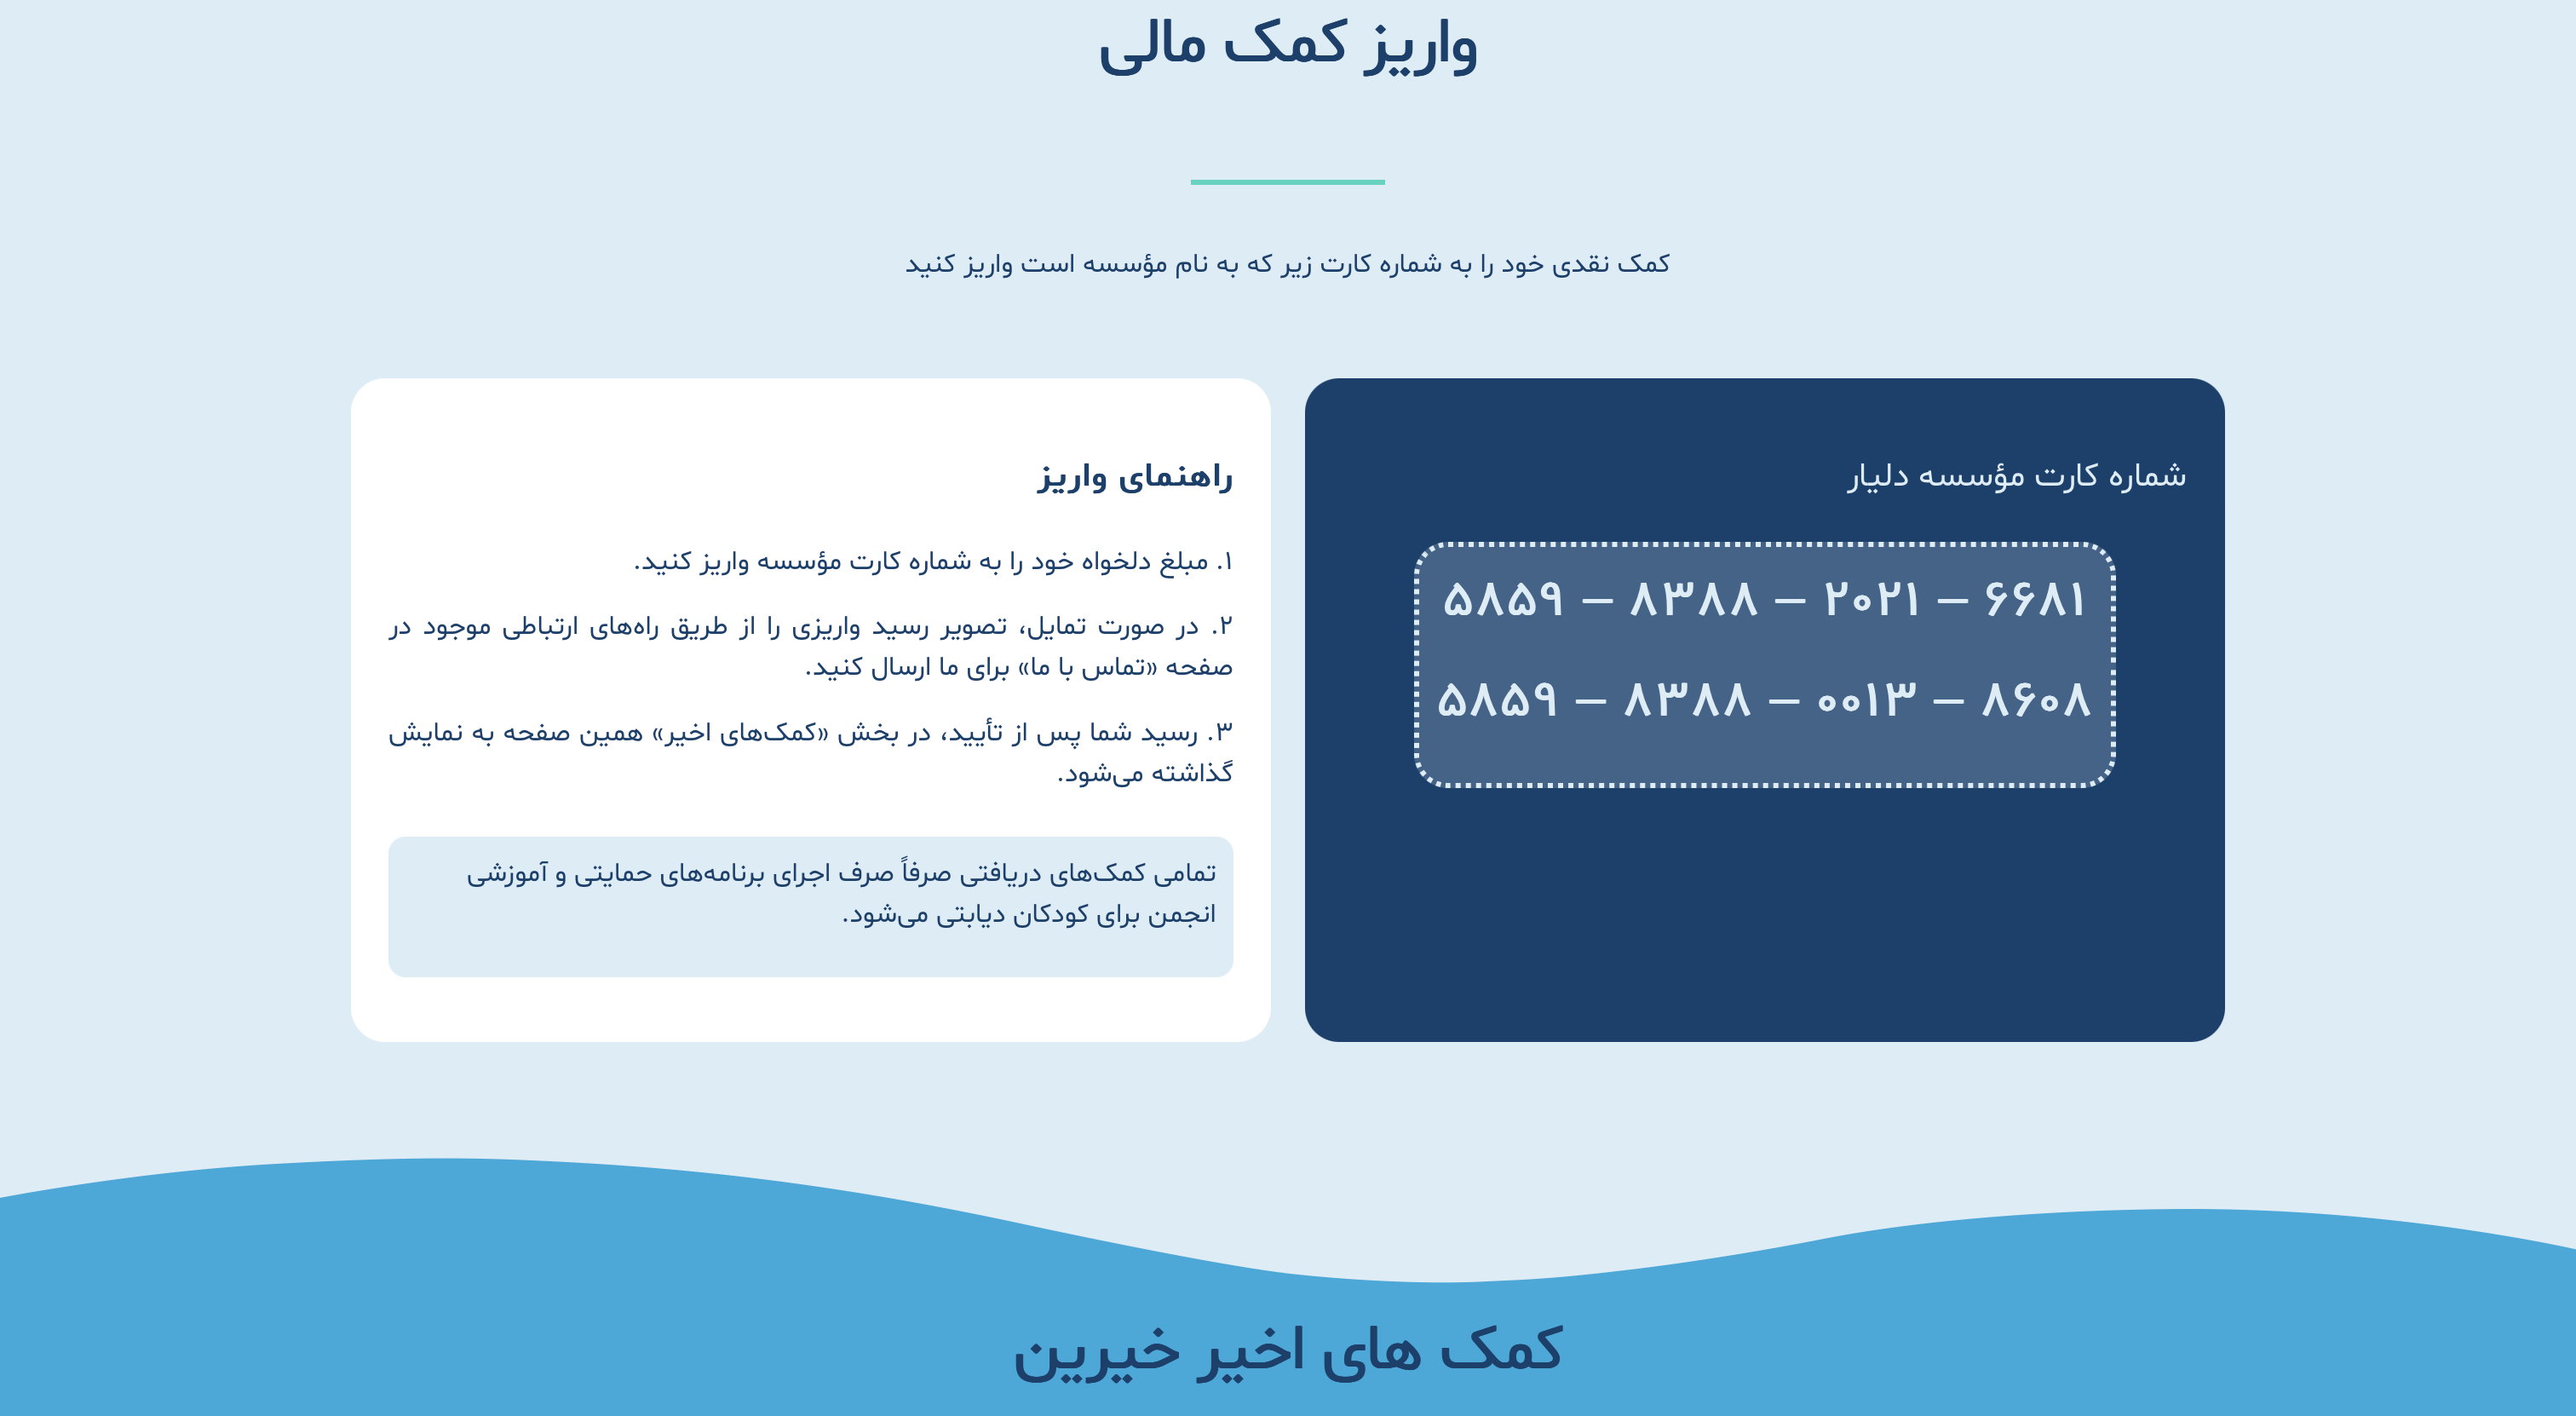 واریز کمک مالی
کمک نقدی خود را به شماره کارت زیر که به نام مؤسسه است واریز کنید
شماره کارت مؤسسه دلیار
۵۸۵۹ – ۸۳۸۸ – ۲۰۲۱ – ۶۶۸۱
۵۸۵۹ – ۸۳۸۸ – ۰۰۱۳ – ۸۶۰۸
راهنمای واریز
۱. مبلغ دلخواه خود را به شماره کارت مؤسسه واریز کنید.
۲. در صورت تمایل، تصویر رسید واریزی را از طریق راه‌های ارتباطی موجود در
صفحه «تماس با ما» برای ما ارسال کنید.
۳. رسید شما پس از تأیید، در بخش «کمک‌های اخیر» همین صفحه به نمایش
گذاشته می‌شود.
تمامی کمک‌های دریافتی صرفاً صرف اجرای برنامه‌های حمایتی و آموزشی
انجمن برای کودکان دیابتی می‌شود.
کمک های اخیر خیرین